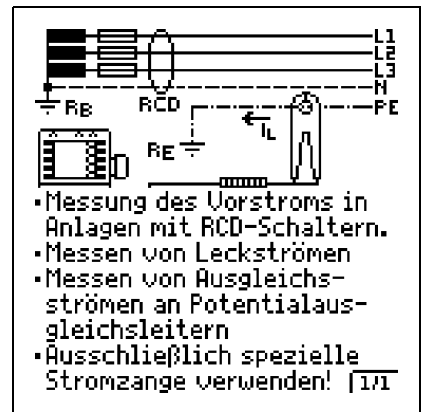 L1
L2
L3
N
RB RCD PE
IL
RE
▪Messung des Vorstroms in
Anlagen mit RCD-Schaltern.
▪Messen von Leckströmen
▪Messen von Ausgleichs-
strömen an Potentialaus-
gleichsleitern
▪Ausschließlich spezielle
Stromzange verwenden! 1/1